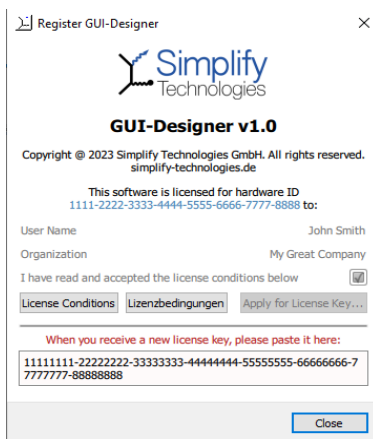 Register GUI-Designer
Simplify
Technologies
GUI-Designer v1.0
Copyright @ 2023 Simplify Technologies GmbH. All rights reserved.
simplify-technologies.de
This software is licensed for hardware ID
1111-2222-3333-4444-5555-6666-7777-8888 to:
User Name John Smith
Organization My Great Company
I have read and accepted the license conditions below
License Conditions Lizenzbedingungen Apply for License Key...
When you receive a new license key, please paste it here:
11111111-22222222-33333333-44444444-55555555-66666666-7
7777777-88888888
Close